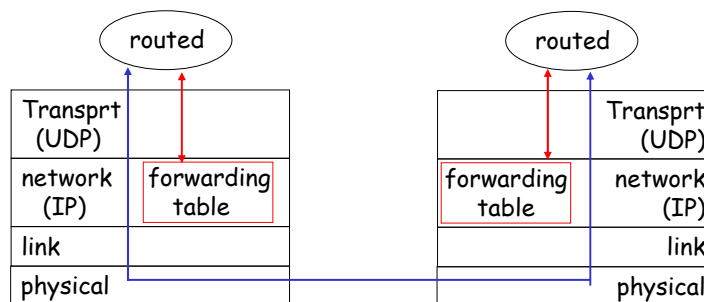 routed
Transprt
(UDP)
network
(IP)
forwarding
table
link
physical
routed
Transprt
(UDP)
forwarding
table
network
(IP)
link
physical